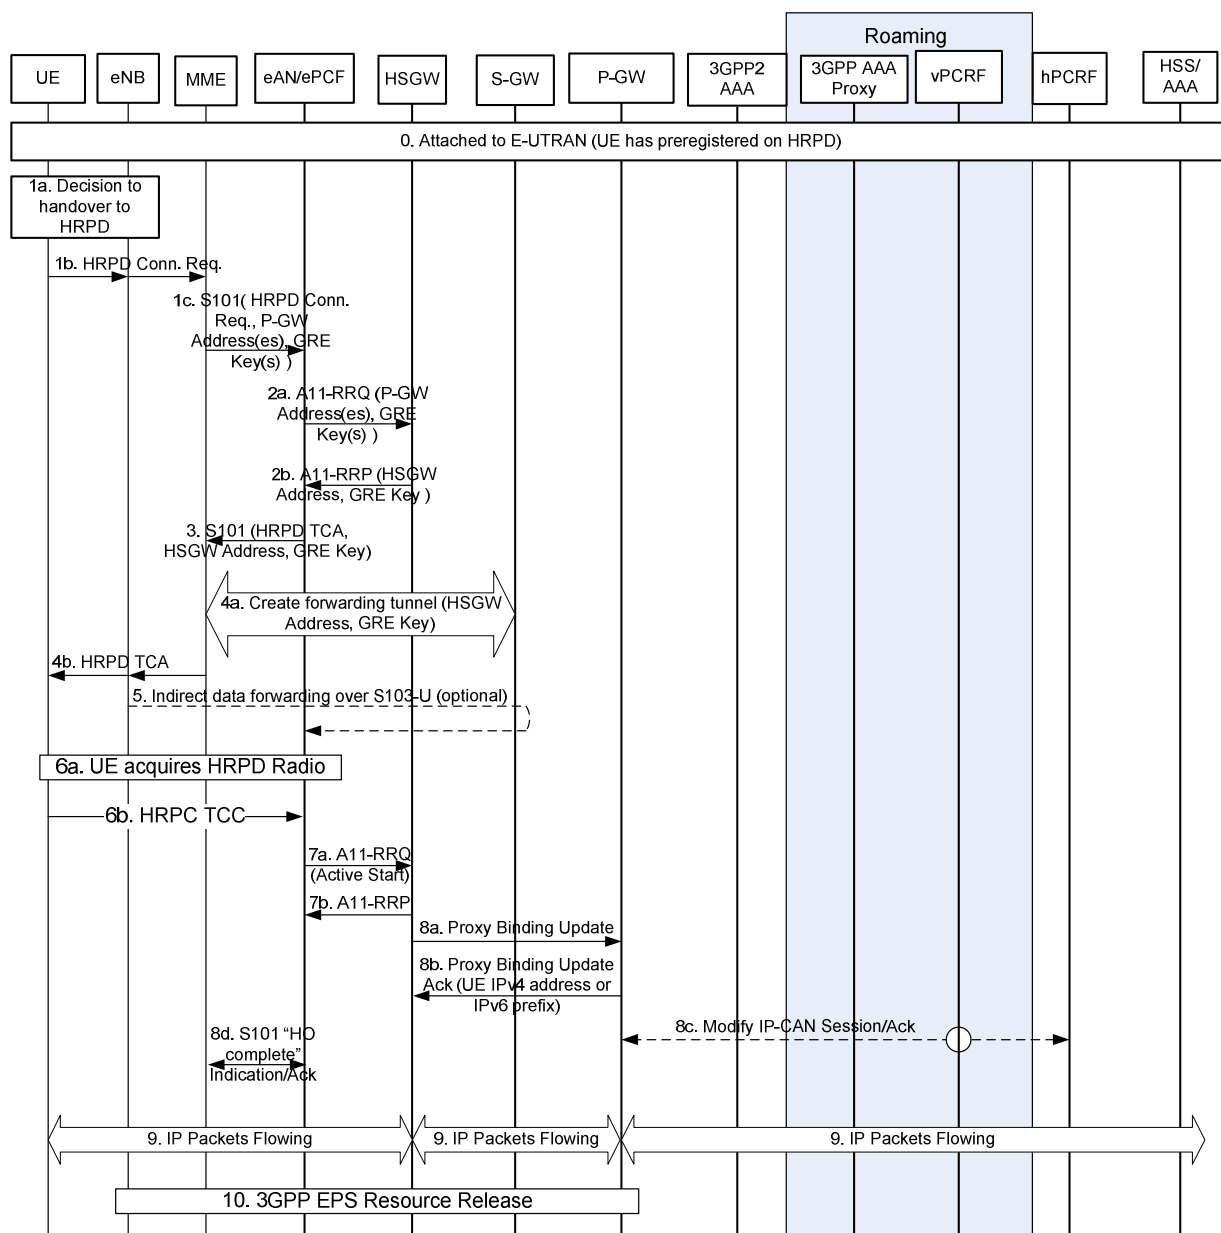 Roaming
UE
eNB
MME
eAN/ePCF
HSGW
S-GW
P-GW
3GPP2
AAA
3GPP AAA
Proxy
vPCRF
hPCRF
HSS/
AAA
0. Attached to E-UTRAN (UE has preregistered on HRPD)
1a. Decision to
handover to
HRPD
1b. HRPD Conn. Req.
1c. S101( HRPD Conn.
Req., P-GW
Address(es), GRE
Key(s) )
2a. A11-RRQ (P-GW
Address(es), GRE
Key(s) )
2b. A11-RRP (HSGW
Address, GRE Key )
3. S101 (HRPD TCA,
HSGW Address, GRE Key)
4a. Create forwarding tunnel (HSGW
Address, GRE Key)
4b. HRPD TCA
5. Indirect data forwarding over S103-U (optional)
6a. UE acquires HRPD Radio
6b. HRPC TCC
7a. A11-RRQ
(Active Start)
7b. A11-RRP
8a. Proxy Binding Update
8b. Proxy Binding Update
Ack (UE IPv4 address or
IPv6 prefix)
8c. Modify IP-CAN Session/Ack
8d. S101 “HO
complete”
Indication/Ack
9. IP Packets Flowing
9. IP Packets Flowing
9. IP Packets Flowing
10. 3GPP EPS Resource Release